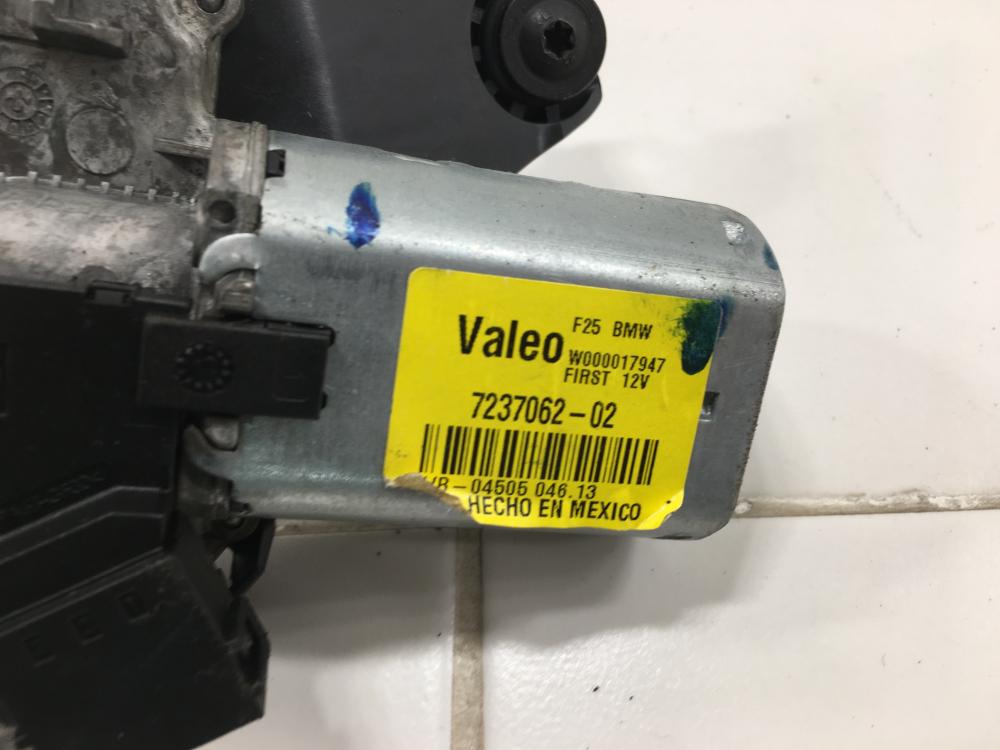 Valeo
F25 BMW
W000017947
FIRST 12V
7237062-02
04505 046.13
HECHO EN MEXICO